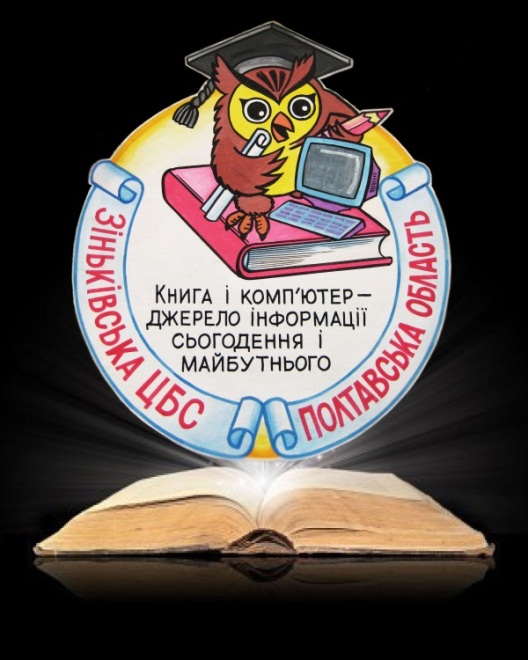 Зіньківська ЦБС
Полтавська область
Книга і комп'ютер –
джерело інформації
сьогодення і
майбутнього